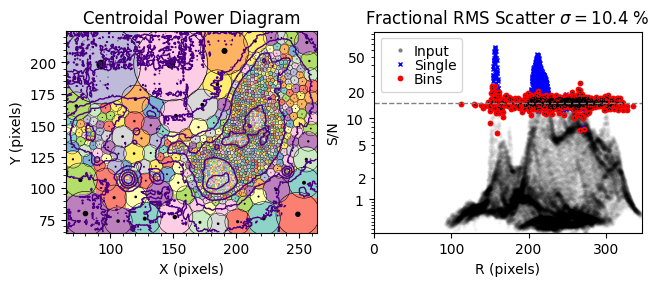 Centroidal Power Diagram
200
175
150
125
100
75
Y (pixels)
100
150
200
250
X (pixels)
Fractional RMS Scatter σ = 10.4 %
Input
Single
Bins
50
20
10
5
2
1
S/N
0
100
200
300
R (pixels)